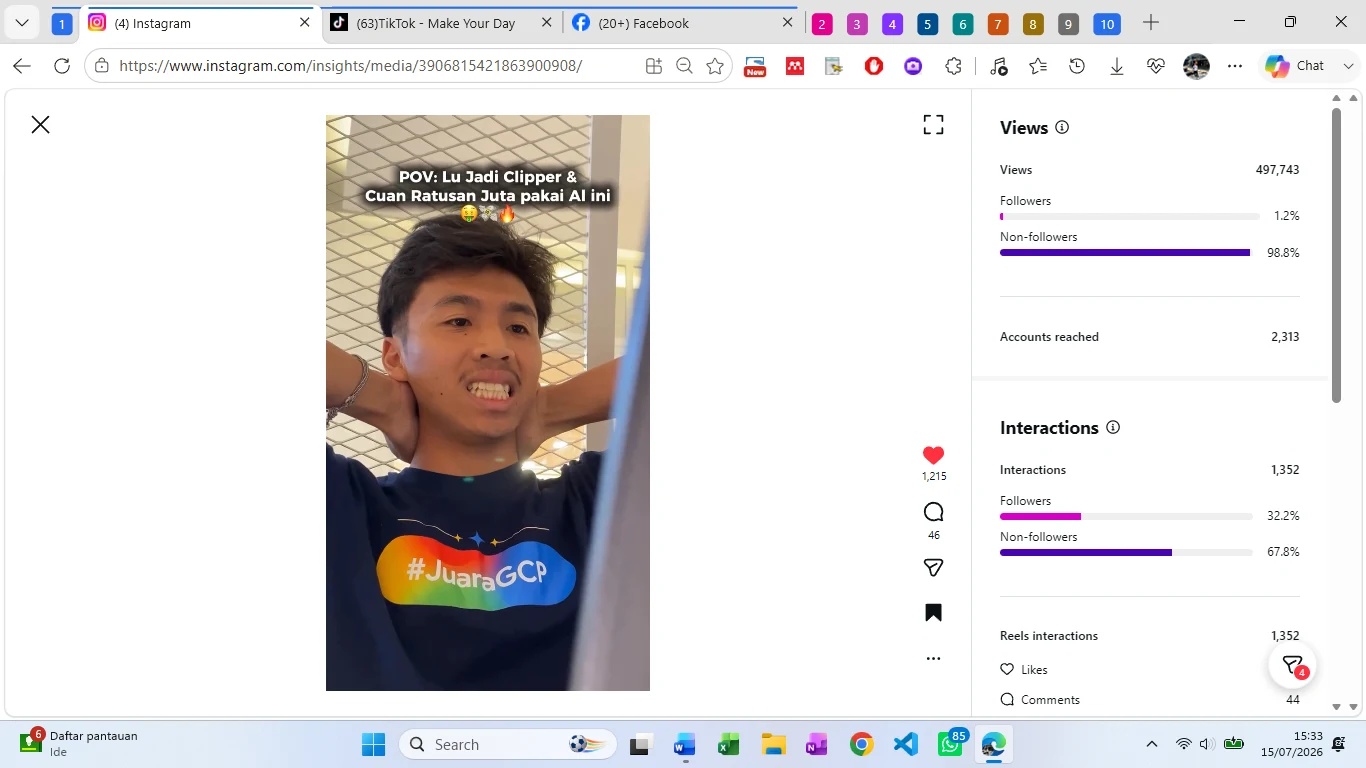 1
(4) Instagram
(63)TikTok - Make Your Day
(20+) Facebook
2
3
4
5
6
7
8
9
10
https://www.instagram.com/insights/media/3906815421863900908/
New
Chat
POV: Lu Jadi Clipper &
Cuan Ratusan Juta pakai AI ini
🤑💸🔥
#JuaraGCP
1,215
46
Views
Views 497,743
Followers
1.2%
Non-followers
98.8%
Accounts reached 2,313
Interactions
Interactions 1,352
Followers
32.2%
Non-followers
67.8%
Reels interactions 1,352
Likes
4
Comments 44
6
Daftar pantauan
Ide
Search
85
15:33
15/07/2026